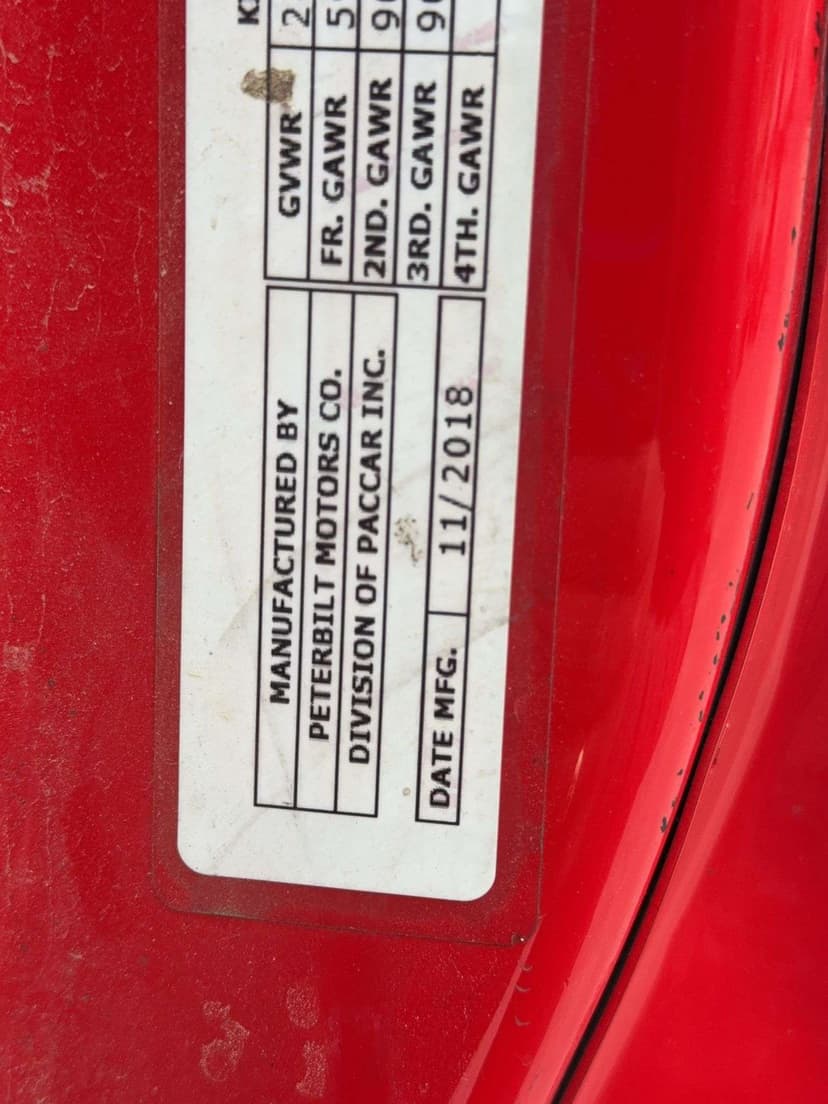 MANUFACTURED BY
PETERBILT MOTORS CO.
DIVISION OF PACCAR INC.
DATE MFG. 11/2018
GVWR
FR. GAWR
2ND. GAWR
3RD. GAWR
4TH. GAWR